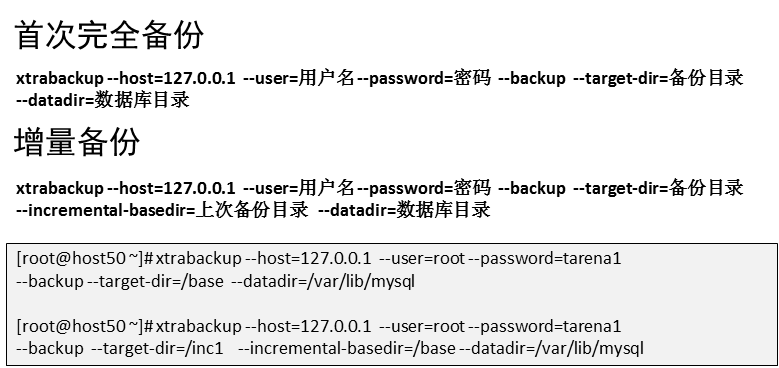 首次完全备份
xtrabackup --host=127.0.0.1 --user=用户名 --password=密码 --backup --target-dir=备份目录
--datadir=数据库目录
增量备份
xtrabackup --host=127.0.0.1 --user=用户名 --password=密码 --backup --target-dir=备份目录
--incremental-basedir=上次备份目录 --datadir=数据库目录
[root@host50 ~]# xtrabackup --host=127.0.0.1 --user=root --password=tarena1
--backup --target-dir=/base --datadir=/var/lib/mysql
[root@host50 ~]# xtrabackup --host=127.0.0.1 --user=root --password=tarena1
--backup --target-dir=/inc1 --incremental-basedir=/base --datadir=/var/lib/mysql